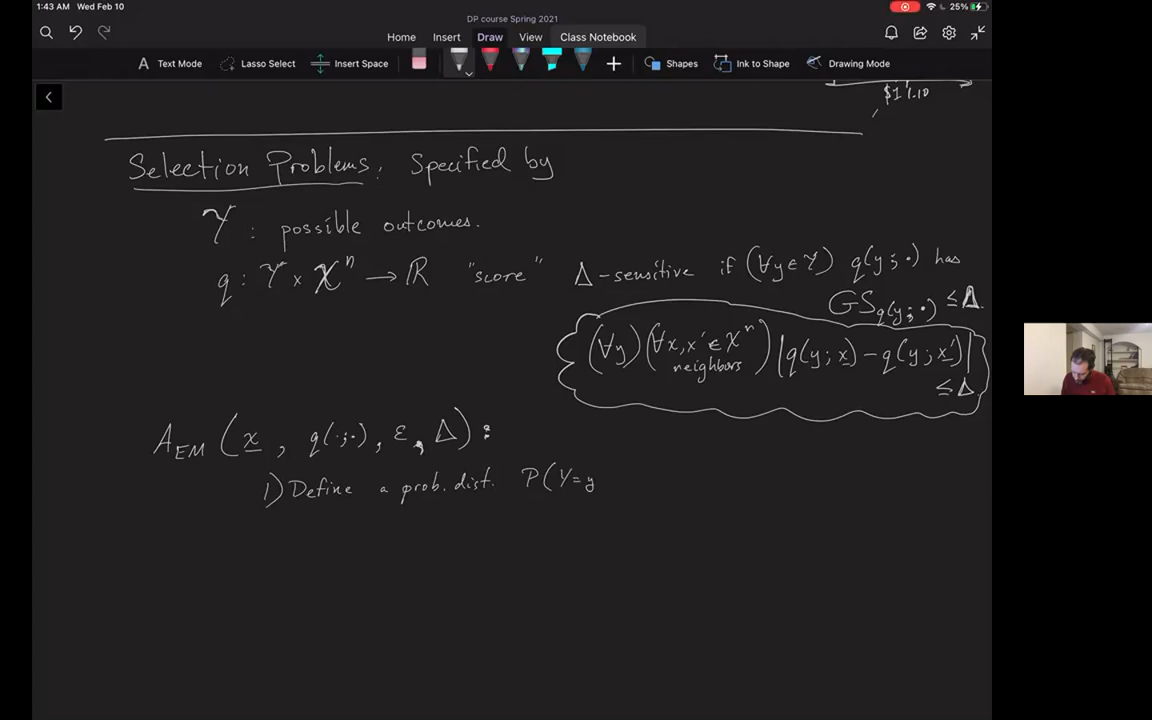 1:43 AM Wed Feb 10
25%
DP course Spring 2021
Home Insert Draw View Class Notebook
Text Mode Lasso Select Insert Space Shapes Ink to Shape Drawing Mode
Selection Problems. Specified by
𝒴 : possible outcomes.
q : 𝒴 × 𝒳ⁿ → ℝ "score" Δ-sensitive if (∀y ∈ 𝒴) q(y; ·) has
GS_q(y; ·) ≤ Δ.
(∀y) (∀x, x' ∈ 𝒳ⁿ neighbors) |q(y; x) − q(y; x')|
≤ Δ
A_EM (x, q(·;·), ε, Δ):
1) Define a prob. dist. P(Y=y